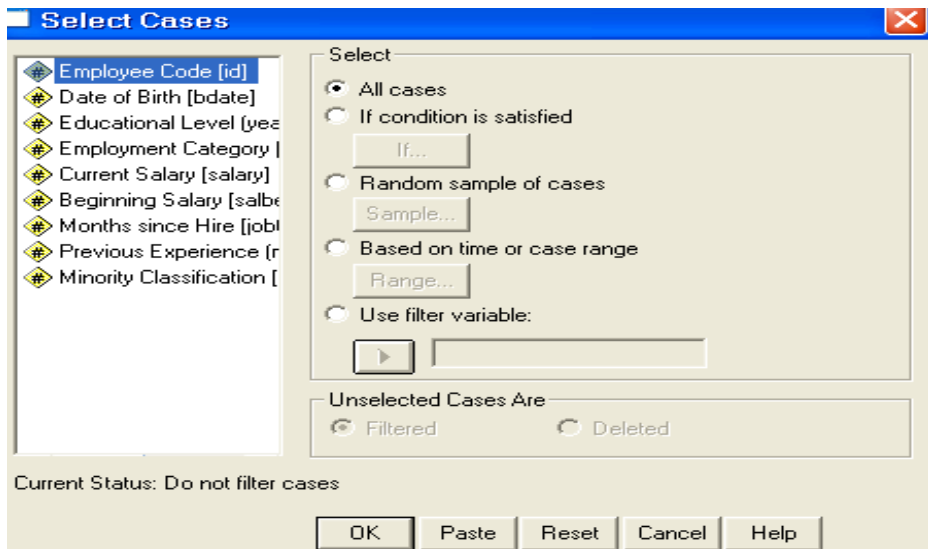 Select Cases
Employee Code [id]
Date of Birth [bdate]
Educational Level (yea
Employment Category [
Current Salary [salary]
Beginning Salary [salbe
Months since Hire [jobt
Previous Experience (r
Minority Classification [
Select
All cases
If condition is satisfied
If...
Random sample of cases
Sample...
Based on time or case range
Range...
Use filter variable:
Unselected Cases Are
Filtered Deleted
Current Status: Do not filter cases
OK Paste Reset Cancel Help